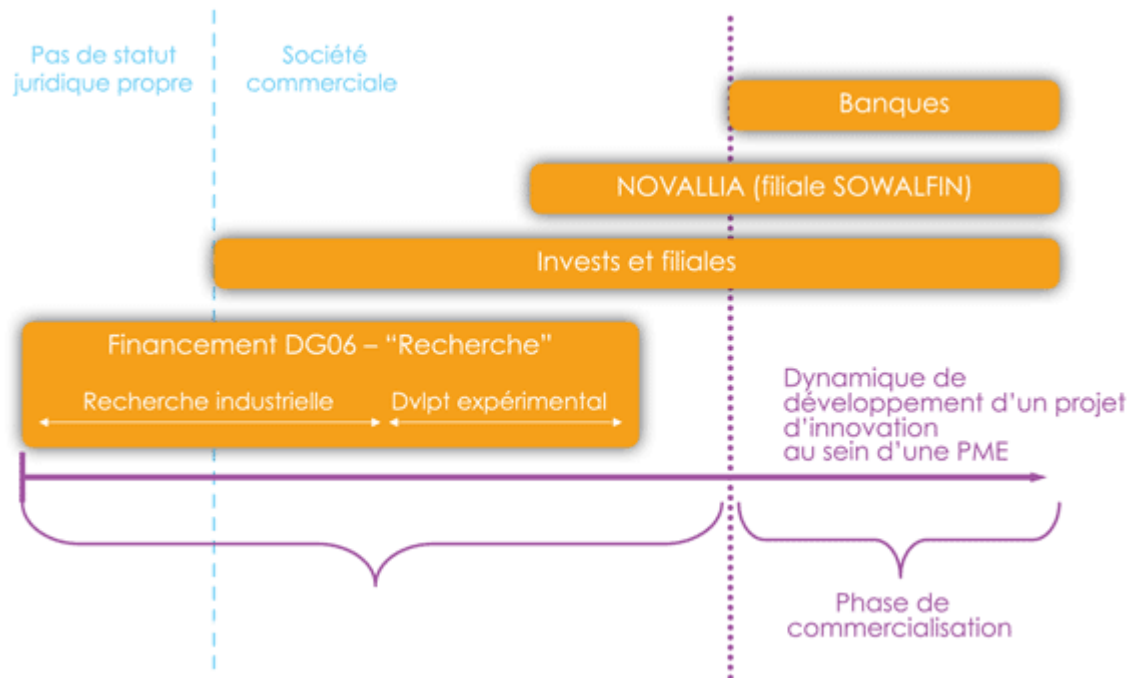 Pas de statut
juridique propre
Société
commerciale
Banques
NOVALLIA (filiale SOWALFIN)
Invests et filiales
Financement DG06 – “Recherche”
Recherche industrielle
Dvlpt expérimental
Dynamique de
développement d’un projet
d’innovation
au sein d’une PME
Phase de
commercialisation